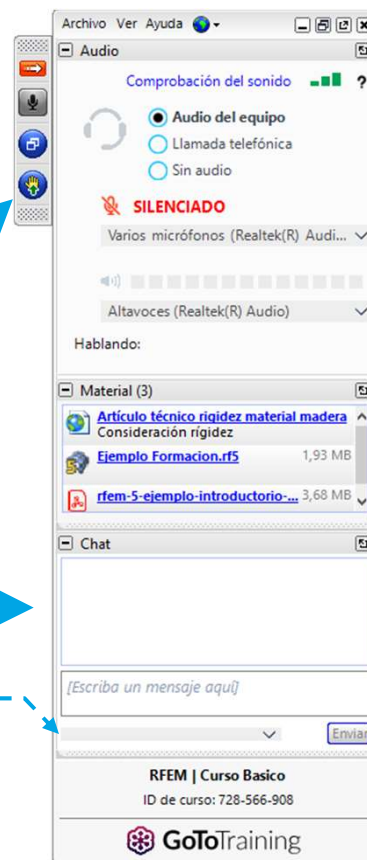 Archivo Ver Ayuda
Audio
Comprobación del sonido ?
Audio del equipo
Llamada telefónica
Sin audio
SILENCIADO
Varios micrófonos (Realtek(R) Audi...
Altavoces (Realtek(R) Audio)
Hablando:
Material (3)
Artículo técnico rigidez material madera
Consideración rígidez
Ejemplo Formacion.rf5 1,93 MB
rfem-5-ejemplo-introductorio-... 3,68 MB
Chat
[Escriba un mensaje aquí]
Enviar
RFEM | Curso Basico
ID de curso: 728-566-908
GoToTraining